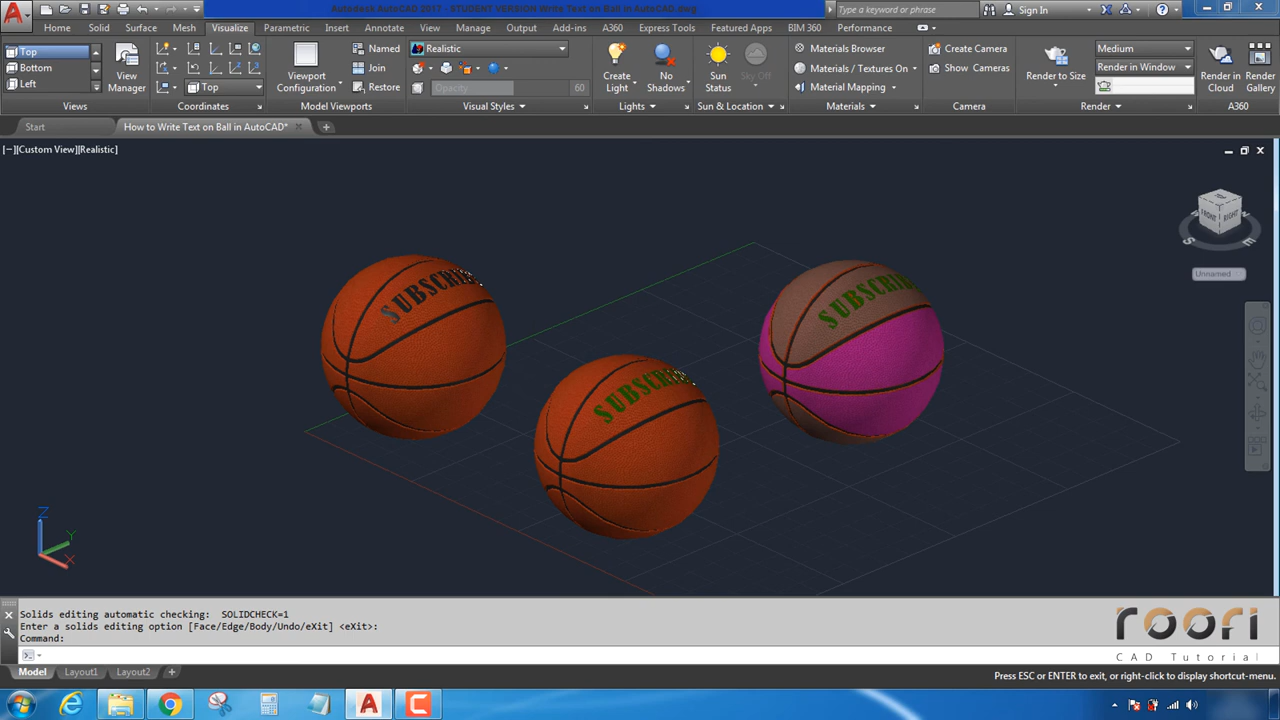 Autodesk AutoCAD 2017 - STUDENT VERSION Write Text on Ball in AutoCAD.dwg
Type a keyword or phrase
Sign In
Home Solid Surface Mesh Visualize Parametric Insert Annotate View Manage Output Add-ins A360 Express Tools Featured Apps BIM 360 Performance
Top
Bottom
Left
View Manager
Top
Viewport Configuration
Named
Join
Restore
Realistic
Opacity 60
Create Light
No Shadows
Sun Status
Sky Off
Materials Browser
Materials / Textures On
Material Mapping
Create Camera
Show Cameras
Render to Size
Medium
Render in Window
Render in Cloud
Render Gallery
Views Coordinates Model Viewports Visual Styles Lights Sun & Location Materials Camera Render A360
Start
How to Write Text on Ball in AutoCAD*
[−][Custom View][Realistic]
FRONT
RIGHT
S
E
Unnamed
SUBSCRIBE
SUBSCRIBE
SUBSCRIBE
Z
Y
X
Solids editing automatic checking: SOLIDCHECK=1
Enter a solids editing option [Face/Edge/Body/Undo/eXit] <eXit>:
Command:
roofi
CAD Tutorial
Model Layout1 Layout2
Press ESC or ENTER to exit, or right-click to display shortcut-menu.